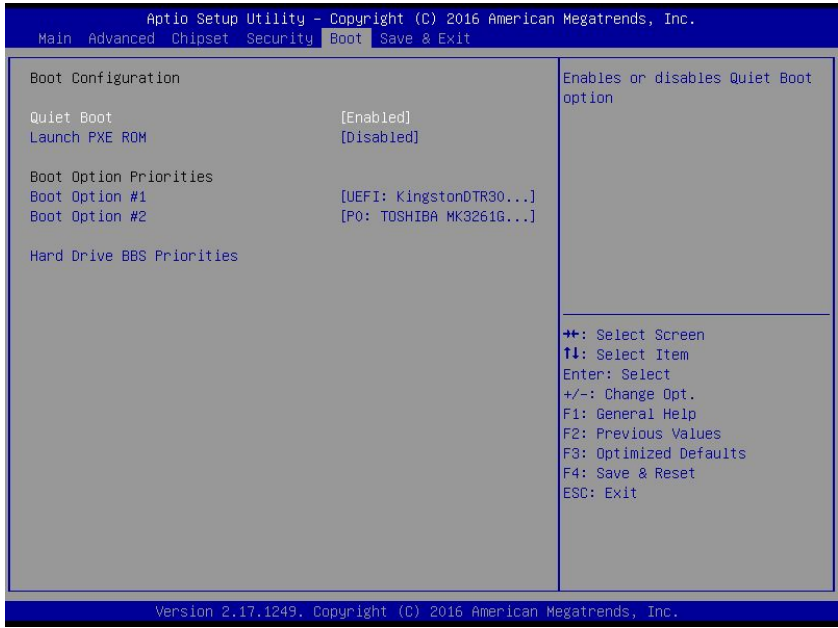 Aptio Setup Utility – Copyright (C) 2016 American Megatrends, Inc.
Main Advanced Chipset Security Boot Save & Exit
Boot Configuration
Quiet Boot [Enabled]
Launch PXE ROM [Disabled]
Boot Option Priorities
Boot Option #1 [UEFI: KingstonDTR30...]
Boot Option #2 [P0: TOSHIBA MK3261G...]
Hard Drive BBS Priorities
Enables or disables Quiet Boot
option
→←: Select Screen
↑↓: Select Item
Enter: Select
+/-: Change Opt.
F1: General Help
F2: Previous Values
F3: Optimized Defaults
F4: Save & Reset
ESC: Exit
Version 2.17.1249. Copyright (C) 2016 American Megatrends, Inc.